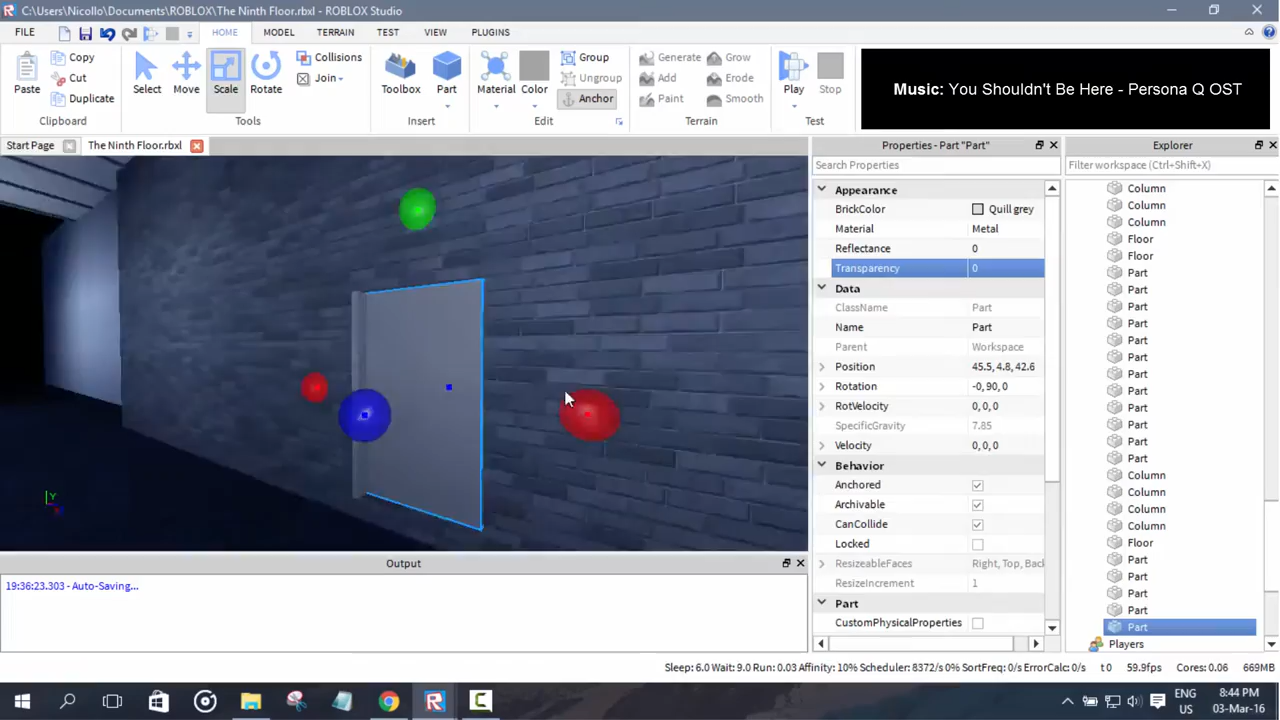 C:\Users\Nicollo\Documents\ROBLOX\The Ninth Floor.rbxl - ROBLOX Studio
FILE HOME MODEL TERRAIN TEST VIEW PLUGINS
Paste Copy Cut Duplicate Clipboard
Select Move Scale Rotate Collisions Join Tools
Toolbox Part Insert
Material Color Group Ungroup Anchor Edit
Generate Add Paint Grow Erode Smooth Terrain
Play Stop Test
Music: You Shouldn't Be Here - Persona Q OST
Start Page The Ninth Floor.rbxl
Y
Output
19:36:23.303 - Auto-Saving...
Properties - Part "Part"
Search Properties
Appearance
BrickColor Quill grey
Material Metal
Reflectance 0
Transparency 0
Data
ClassName Part
Name Part
Parent Workspace
Position 45.5, 4.8, 42.6
Rotation -0, 90, 0
RotVelocity 0, 0, 0
SpecificGravity 7.85
Velocity 0, 0, 0
Behavior
Anchored
Archivable
CanCollide
Locked
ResizeableFaces Right, Top, Back
ResizeIncrement 1
Part
CustomPhysicalProperties
Explorer
Filter workspace (Ctrl+Shift+X)
Column
Column
Column
Floor
Floor
Part
Part
Part
Part
Part
Part
Part
Part
Part
Part
Part
Part
Column
Column
Column
Column
Floor
Part
Part
Part
Part
Part
Players
Sleep: 6.0 Wait: 9.0 Run: 0.03 Affinity: 10% Scheduler: 8372/s 0% SortFreq: 0/s ErrorCalc: 0/s t 0 59.9fps Cores: 0.06 669MB
ENG
US
8:44 PM
03-Mar-16